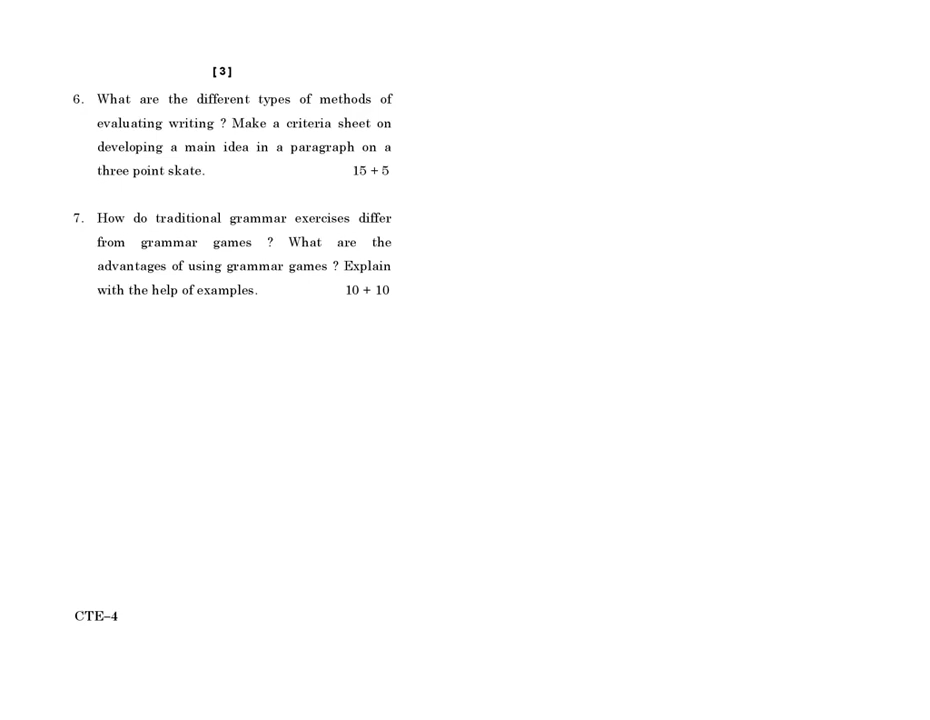 [ 3 ]
6. What are the different types of methods of
evaluating writing ? Make a criteria sheet on
developing a main idea in a paragraph on a
three point skate. 15 + 5
7. How do traditional grammar exercises differ
from grammar games ? What are the
advantages of using grammar games ? Explain
with the help of examples. 10 + 10
CTE–4